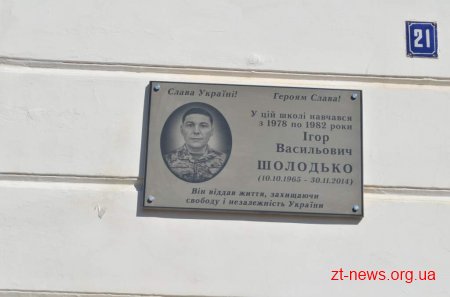 21
Слава Україні! Героям Слава!
У цій школі навчався
з 1978 по 1982 роки
Ігор
Васильович
ШОЛОДЬКО
(10.10.1965 - 30.11.2014)
Він віддав життя, захищаючи
свободу і незалежність України
zt-news.org.ua